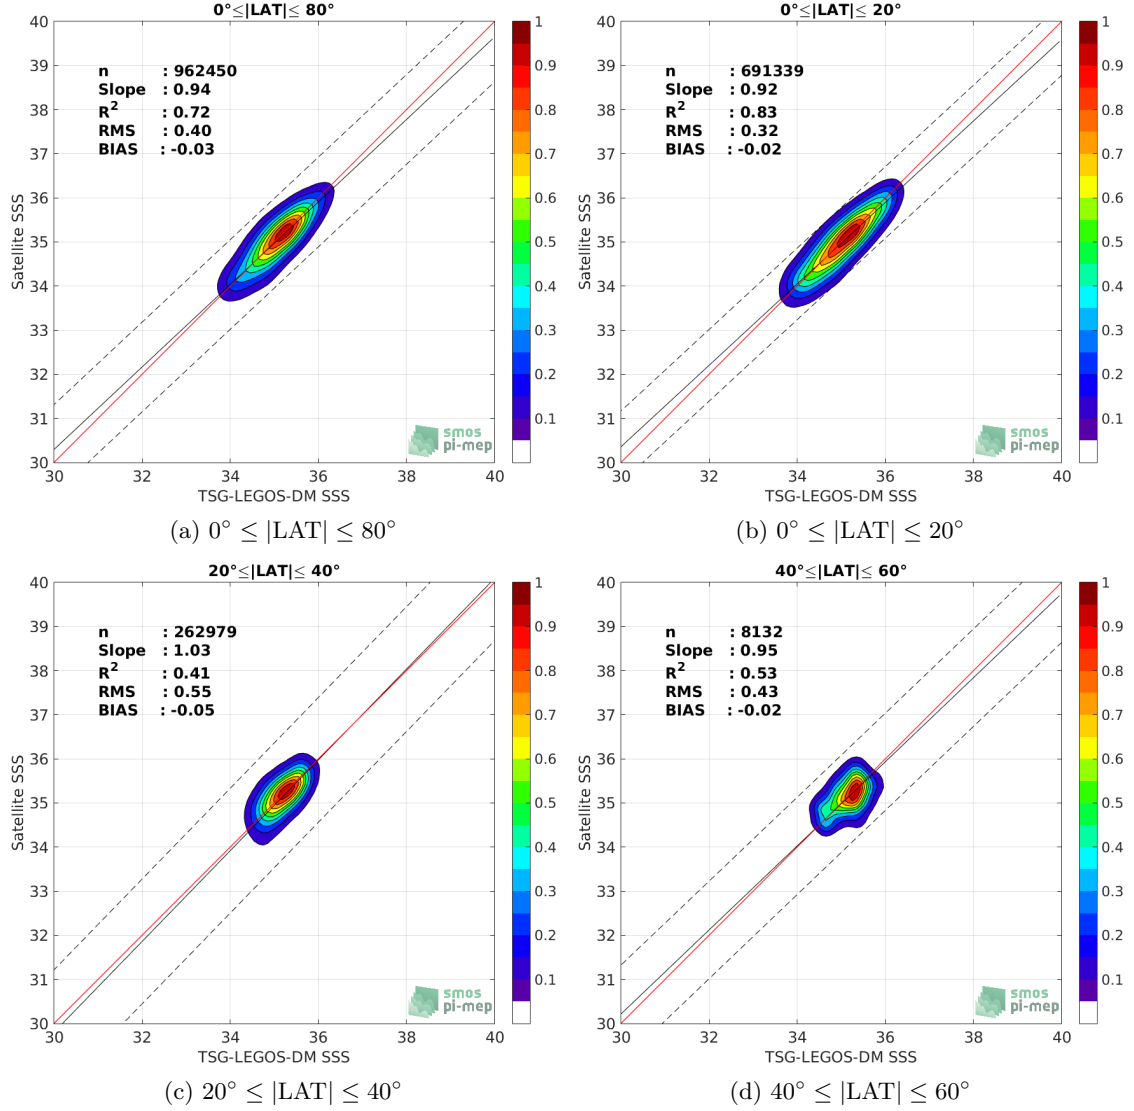 0°≤|LAT|≤ 80°
40
39
38
37
36
35
34
33
32
31
30
Satellite SSS
n : 962450
Slope : 0.94
R2 : 0.72
RMS : 0.40
BIAS : -0.03
smos
pi-mep
30 32 34 36 38 40
TSG-LEGOS-DM SSS
1
0.9
0.8
0.7
0.6
0.5
0.4
0.3
0.2
0.1
(a) 0° ≤ |LAT| ≤ 80°
0°≤|LAT|≤ 20°
40
39
38
37
36
35
34
33
32
31
30
Satellite SSS
n : 691339
Slope : 0.92
R2 : 0.83
RMS : 0.32
BIAS : -0.02
smos
pi-mep
30 32 34 36 38 40
TSG-LEGOS-DM SSS
1
0.9
0.8
0.7
0.6
0.5
0.4
0.3
0.2
0.1
(b) 0° ≤ |LAT| ≤ 20°
20°≤|LAT|≤ 40°
40
39
38
37
36
35
34
33
32
31
30
Satellite SSS
n : 262979
Slope : 1.03
R2 : 0.41
RMS : 0.55
BIAS : -0.05
smos
pi-mep
30 32 34 36 38 40
TSG-LEGOS-DM SSS
1
0.9
0.8
0.7
0.6
0.5
0.4
0.3
0.2
0.1
(c) 20° ≤ |LAT| ≤ 40°
40°≤|LAT|≤ 60°
40
39
38
37
36
35
34
33
32
31
30
Satellite SSS
n : 8132
Slope : 0.95
R2 : 0.53
RMS : 0.43
BIAS : -0.02
smos
pi-mep
30 32 34 36 38 40
TSG-LEGOS-DM SSS
1
0.9
0.8
0.7
0.6
0.5
0.4
0.3
0.2
0.1
(d) 40° ≤ |LAT| ≤ 60°